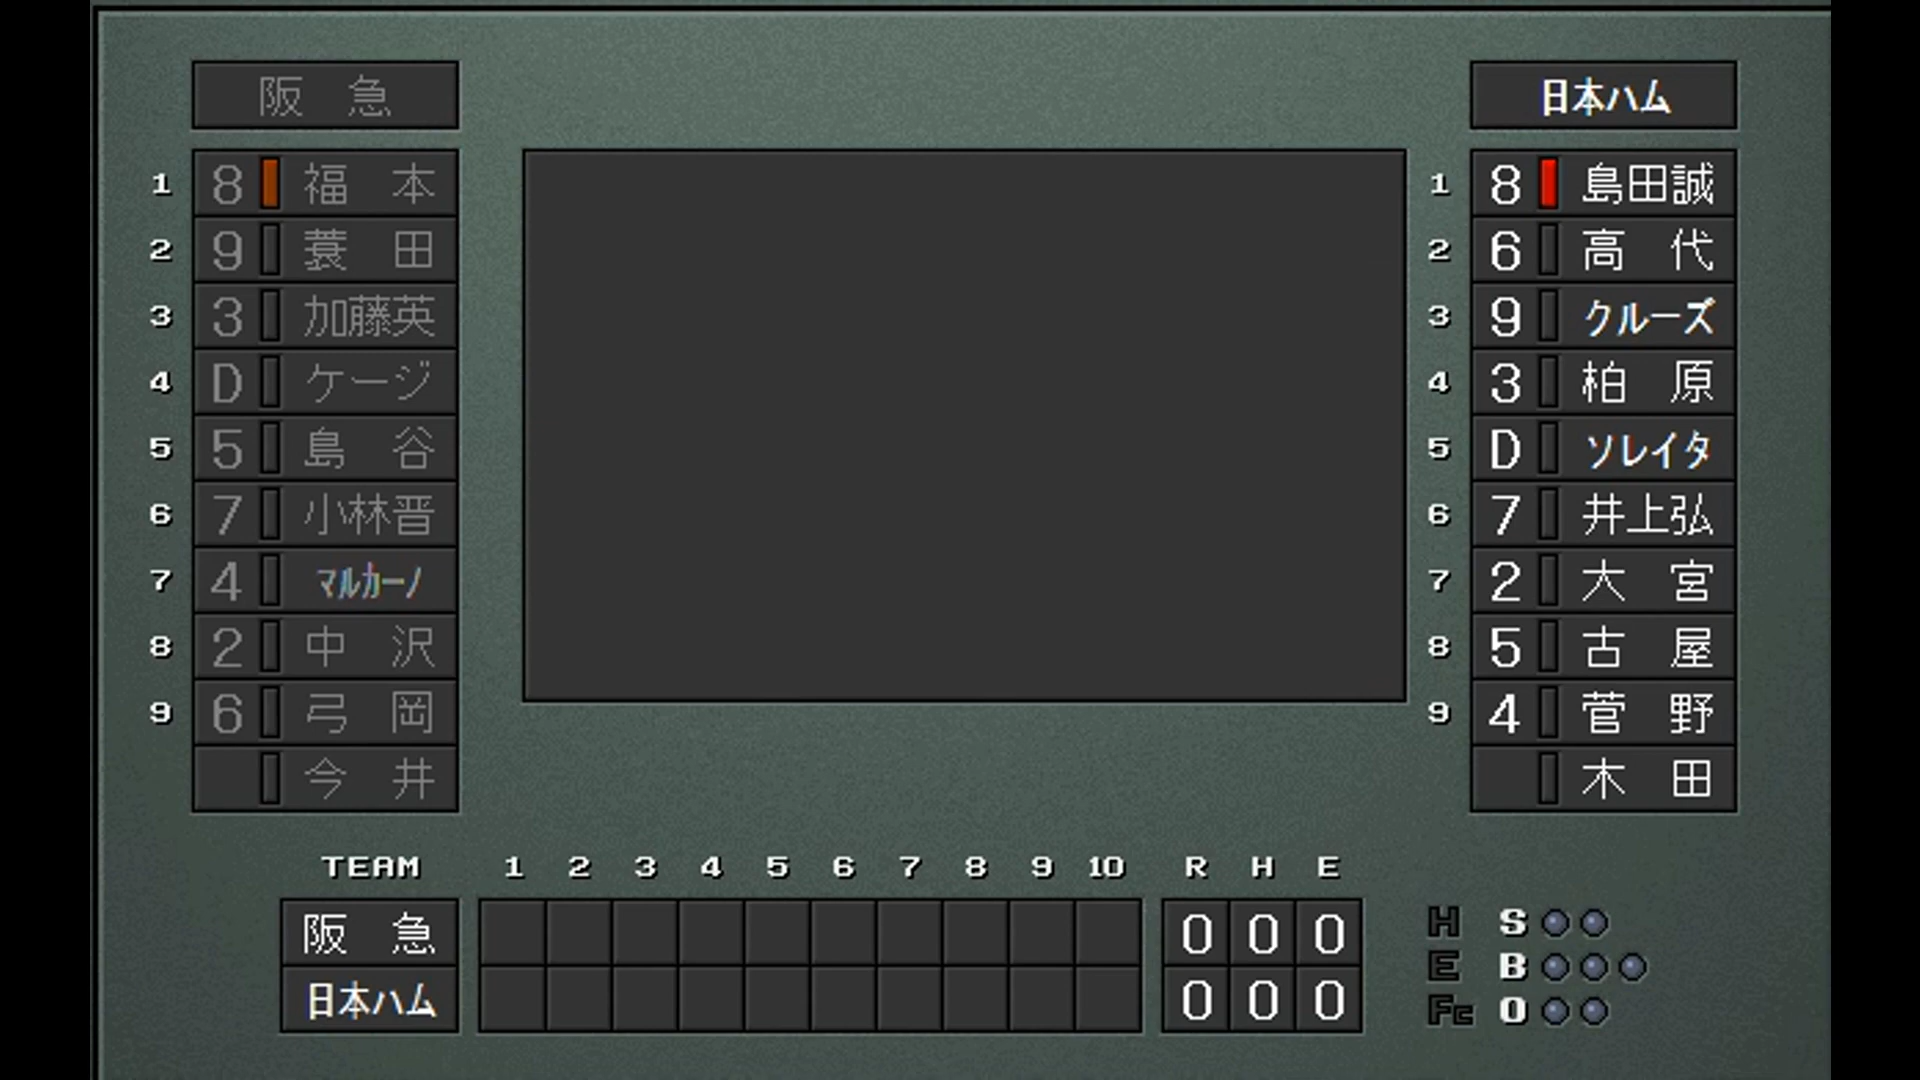 阪　急
1 8 福　本
2 9 蓑　田
3 3 加藤英
4 D ケージ
5 5 島　谷
6 7 小林晋
7 4 マルカーノ
8 2 中　沢
9 6 弓　岡
今　井
日本ハム
1 8 島田誠
2 6 高　代
3 9 クルーズ
4 3 柏　原
5 D ソレイタ
6 7 井上弘
7 2 大　宮
8 5 古　屋
9 4 菅　野
木　田
TEAM 1 2 3 4 5 6 7 8 9 10 R H E
阪　急 0 0 0
日本ハム 0 0 0
H S
E B
Fc O